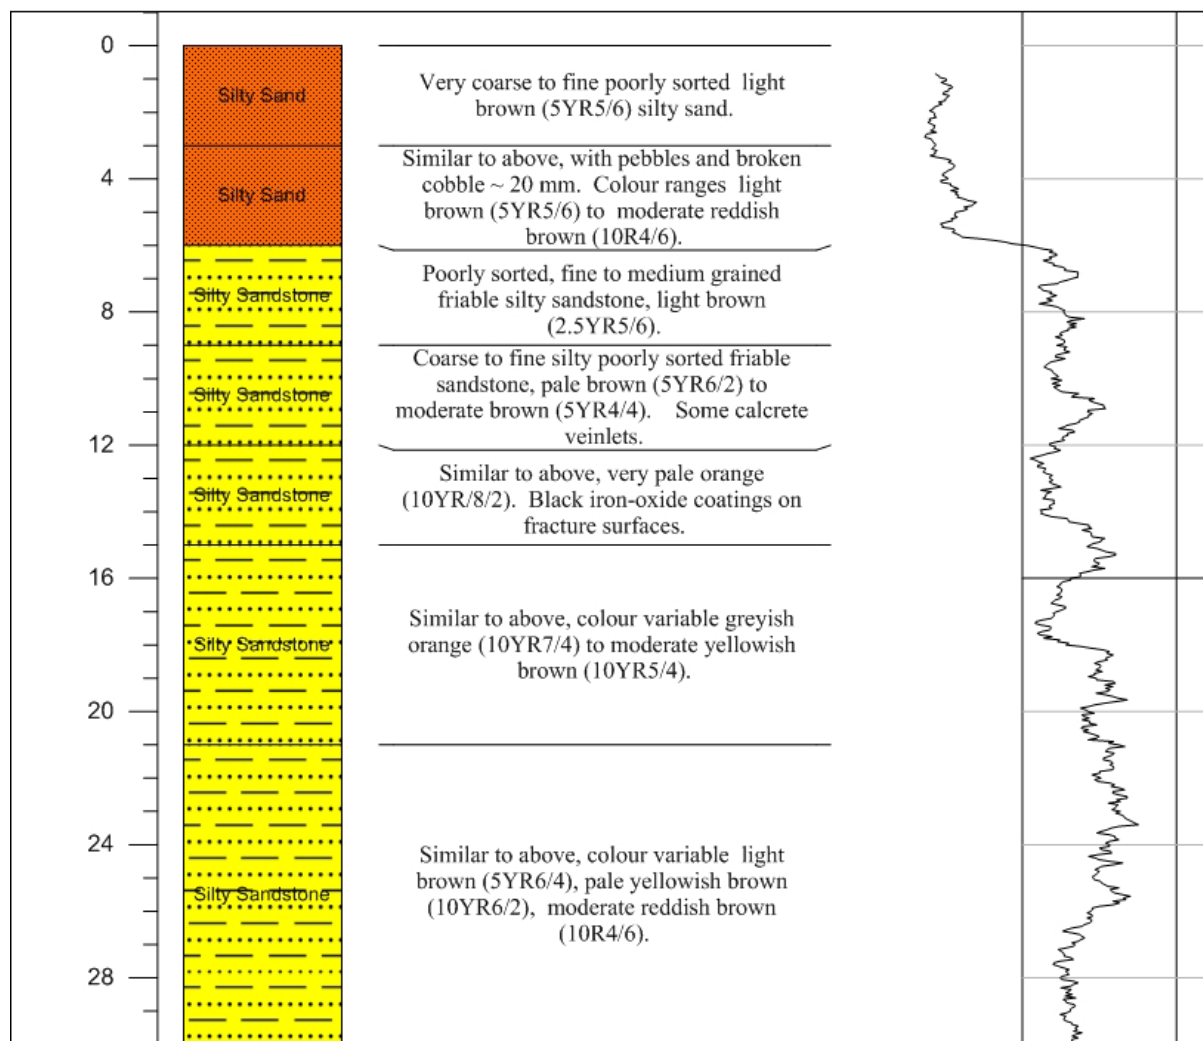 0
Silty Sand
Very coarse to fine poorly sorted light
brown (5YR5/6) silty sand.
4
Silty Sand
Similar to above, with pebbles and broken
cobble ~ 20 mm. Colour ranges light
brown (5YR5/6) to moderate reddish
brown (10R4/6).
8
Silty Sandstone
Poorly sorted, fine to medium grained
friable silty sandstone, light brown
(2.5YR5/6).
Silty Sandstone
Coarse to fine silty poorly sorted friable
sandstone, pale brown (5YR6/2) to
moderate brown (5YR4/4). Some calcrete
veinlets.
12
Silty Sandstone
Similar to above, very pale orange
(10YR/8/2). Black iron-oxide coatings on
fracture surfaces.
16
Silty Sandstone
Similar to above, colour variable greyish
orange (10YR7/4) to moderate yellowish
brown (10YR5/4).
20
24
Silty Sandstone
Similar to above, colour variable light
brown (5YR6/4), pale yellowish brown
(10YR6/2), moderate reddish brown
(10R4/6).
28